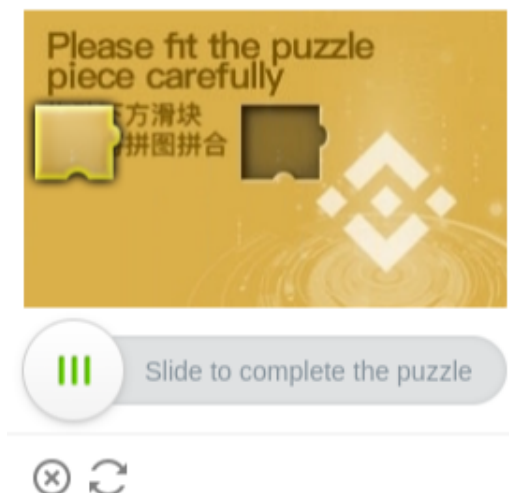 Please fit the puzzle
piece carefully
方滑块
拼图拼合
Slide to complete the puzzle